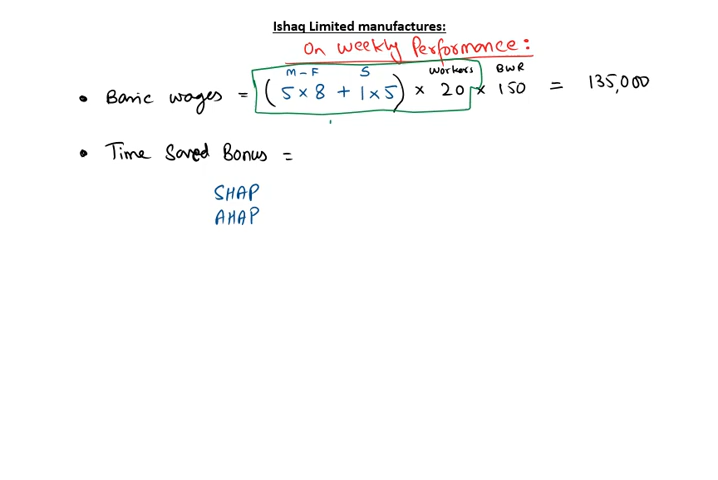 Ishaq Limited manufactures:
On Weekly Performance:
M-F S workers BWR
• Basic wages = (5 × 8 + 1 × 5) × 20 × 150 = 135,000
• Time Saved Bonus =
SHAP
AHAP